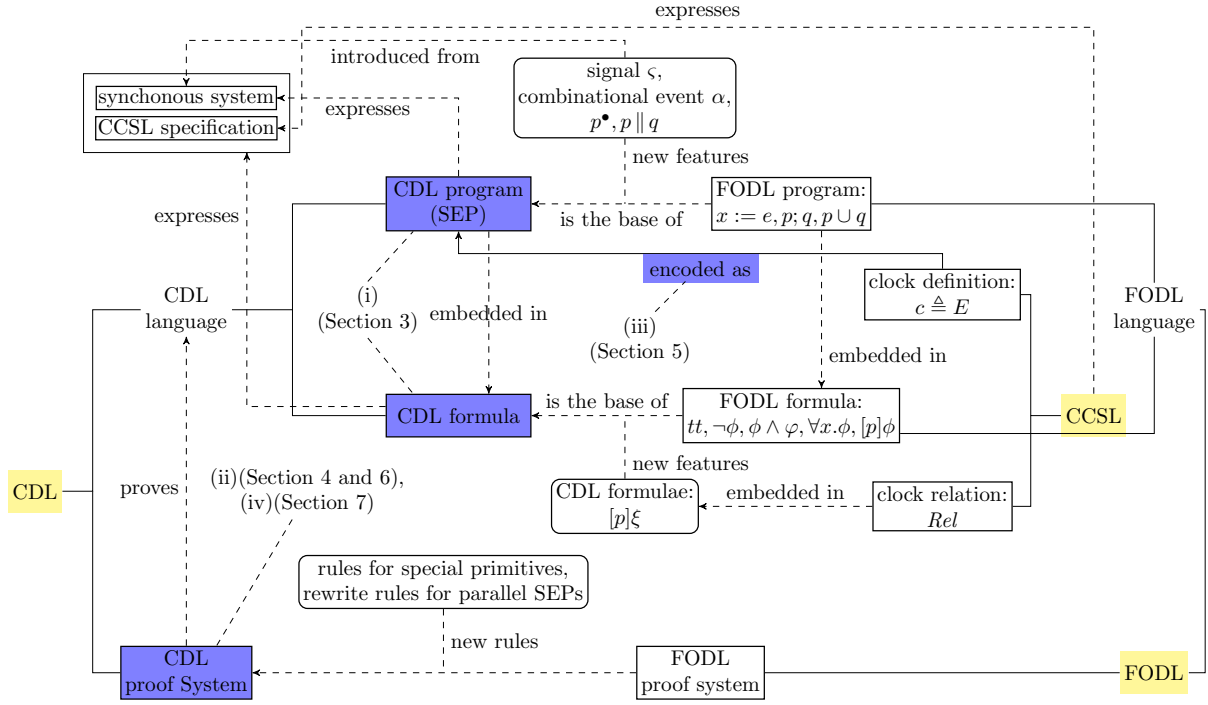 expresses
introduced from
signal ς,
combinational event α,
p•, p ∥ q
synchonous system
CCSL specification
expresses
new features
CDL program
(SEP)
FODL program:
x := e, p; q, p ∪ q
is the base of
expresses
encoded as
clock definition:
c ≜ E
CDL
language
(i)
(Section 3)
embedded in
(iii)
(Section 5)
FODL
language
embedded in
is the base of
CDL formula
FODL formula:
tt, ¬ϕ, ϕ ∧ φ, ∀x.ϕ, [p]ϕ
CCSL
new features
CDL
proves
(ii)(Section 4 and 6),
(iv)(Section 7)
CDL formulae:
[p]ξ
embedded in
clock relation:
Rel
rules for special primitives,
rewrite rules for parallel SEPs
new rules
CDL
proof System
FODL
proof system
FODL